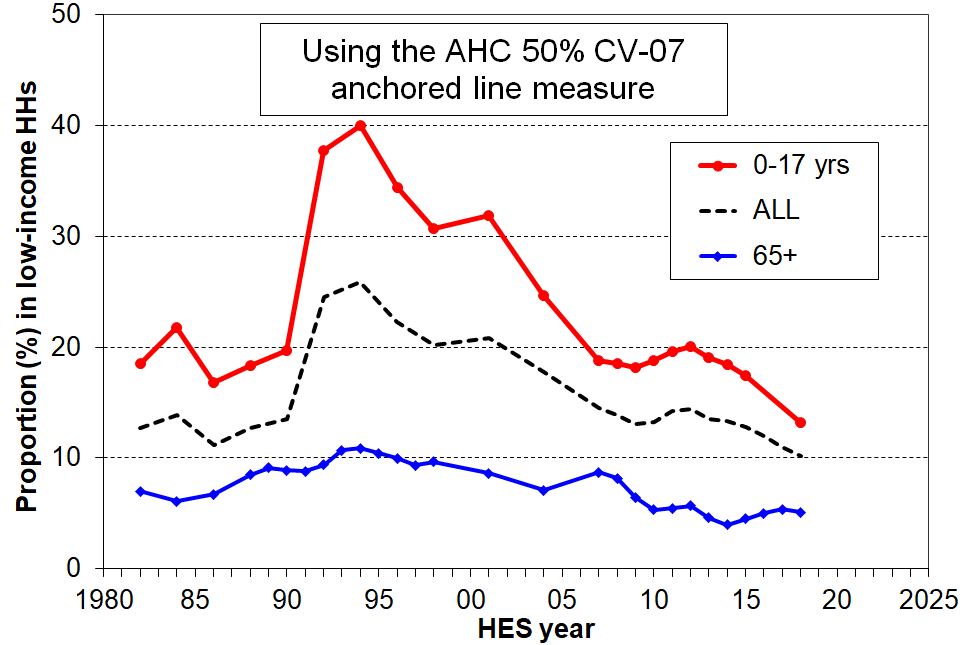 Using the AHC 50% CV-07
anchored line measure
50
40
30
20
10
0
Proportion (%) in low-income HHs
0-17 yrs
ALL
65+
1980 85 90 95 00 05 10 15 20 2025
HES year